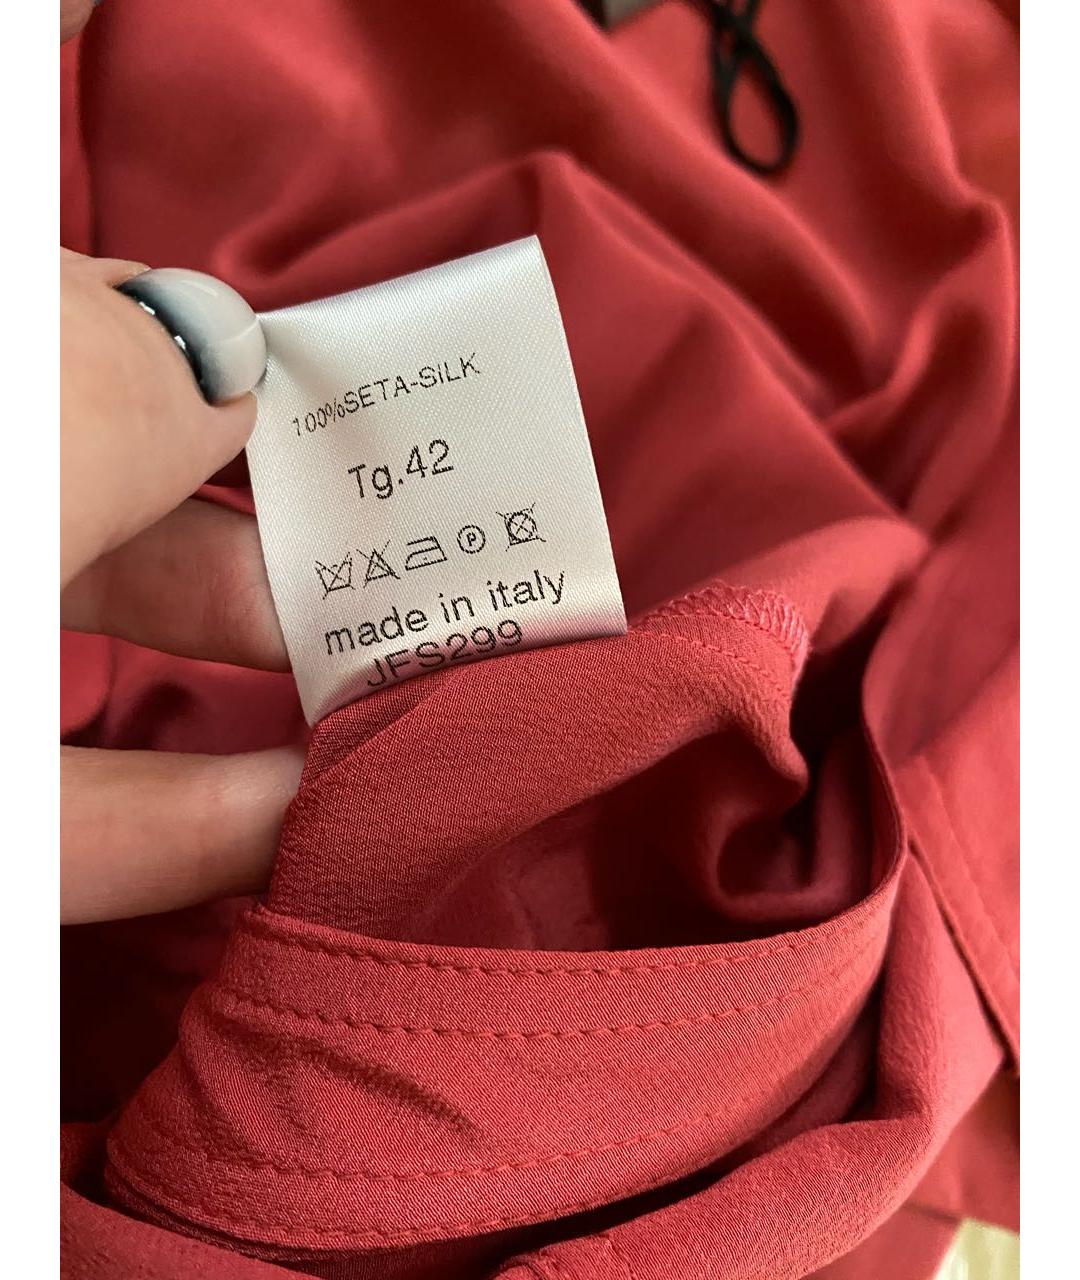 100%SETA-SILK
Tg.42
P
made in italy
JFS299